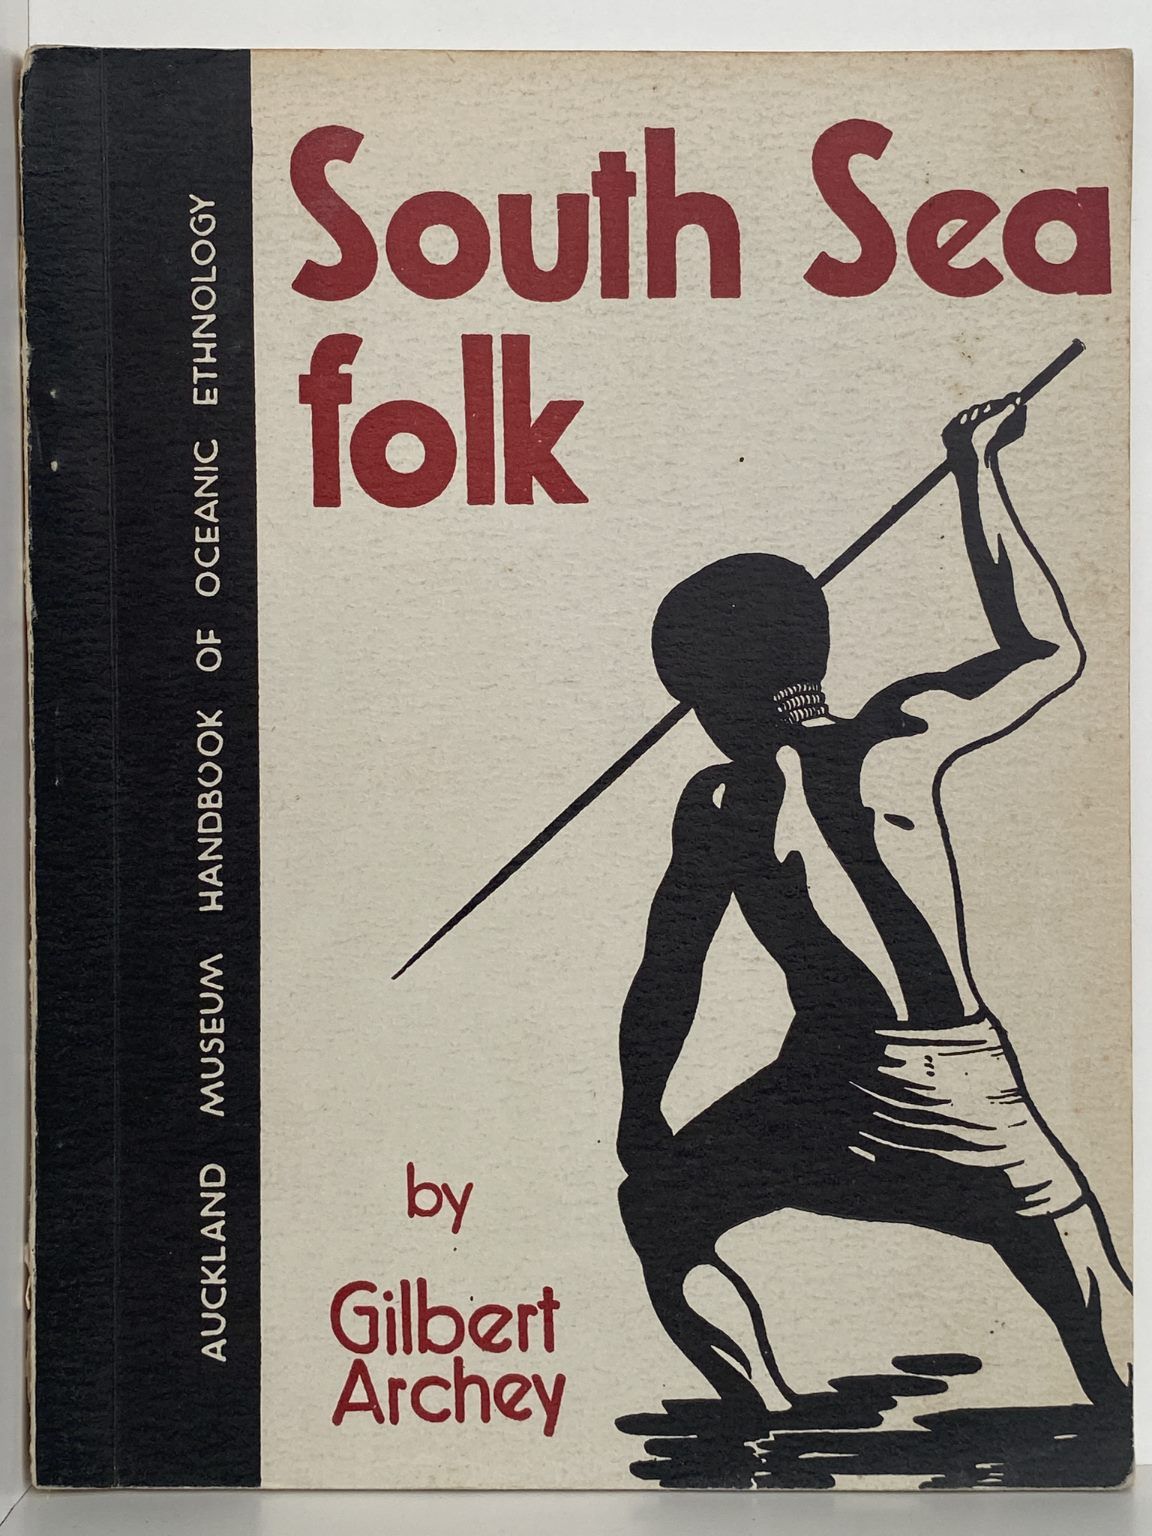 South Sea
folk
by
Gilbert
Archey
AUCKLAND MUSEUM HANDBOOK OF OCEANIC ETHNOLOGY